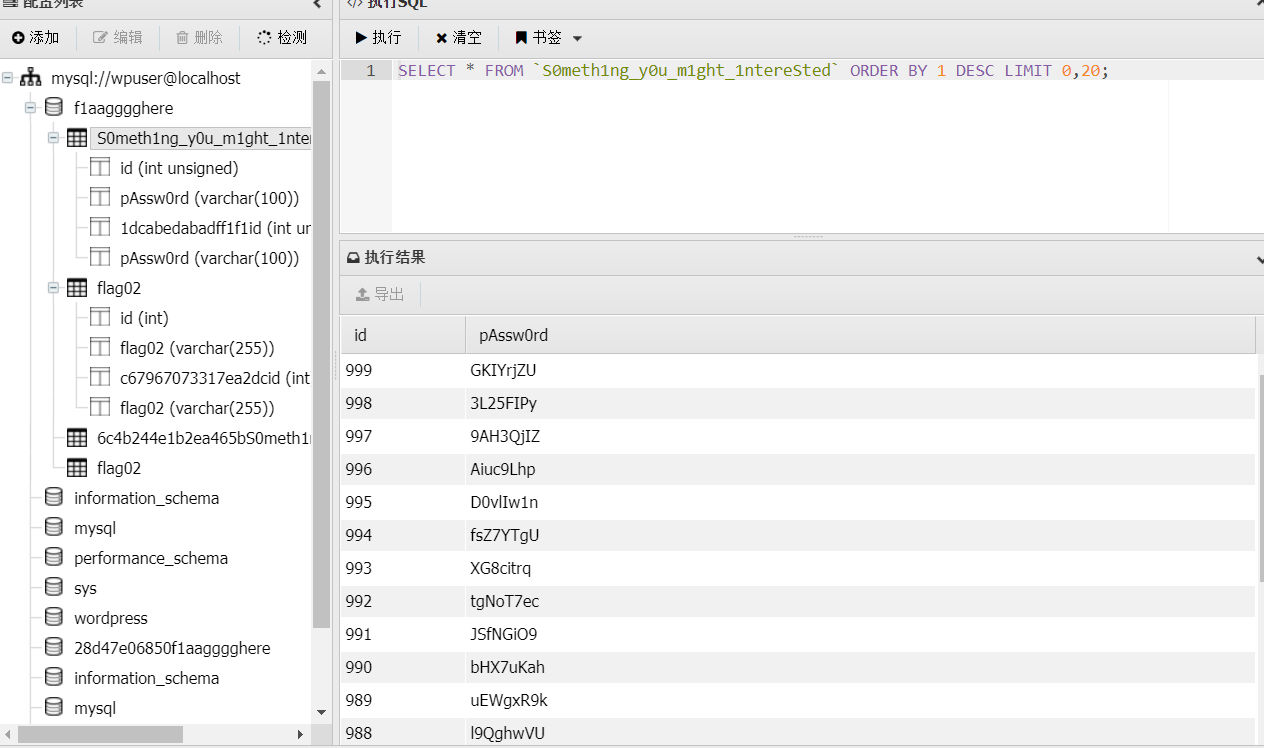 配置列表
添加 编辑 删除 检测
mysql://wpuser@localhost
f1aagggghere
S0meth1ng_y0u_m1ght_1nter
id (int unsigned)
pAssw0rd (varchar(100))
1dcabedabadff1f1id (int un
pAssw0rd (varchar(100))
flag02
id (int)
flag02 (varchar(255))
c67967073317ea2dcid (int
flag02 (varchar(255))
6c4b244e1b2ea465bS0meth1n
flag02
information_schema
mysql
performance_schema
sys
wordpress
28d47e06850f1aagggghere
information_schema
mysql
执行SQL
执行 清空 书签
1 SELECT * FROM `S0meth1ng_y0u_m1ght_1ntereSted` ORDER BY 1 DESC LIMIT 0,20;
执行结果
导出
id pAssw0rd
999 GKIYrjZU
998 3L25FIPy
997 9AH3QjIZ
996 Aiuc9Lhp
995 D0vlIw1n
994 fsZ7YTgU
993 XG8citrq
992 tgNoT7ec
991 JSfNGiO9
990 bHX7uKah
989 uEWgxR9k
988 l9QghwVU